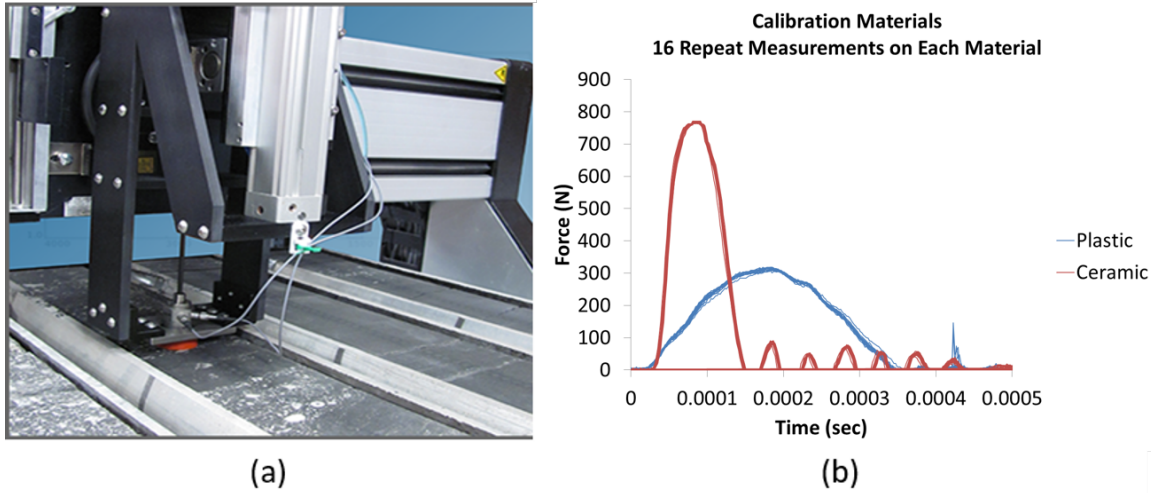 Calibration Materials
16 Repeat Measurements on Each Material
900
800
700
600
500
400
300
200
100
0
Force (N)
0 0.0001 0.0002 0.0003 0.0004 0.0005
Time (sec)
Plastic
Ceramic
(a) (b)